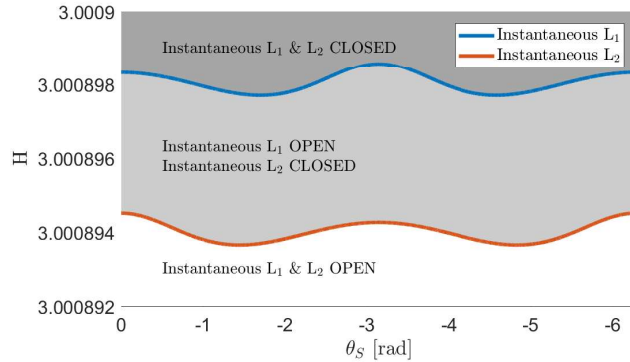 3.0009
Instantaneous L₁ & L₂ CLOSED
Instantaneous L₁
Instantaneous L₂
3.000898
Instantaneous L₁ OPEN
Instantaneous L₂ CLOSED
3.000896
H
3.000894
Instantaneous L₁ & L₂ OPEN
3.000892
0 -1 -2 -3 -4 -5 -6
θ_S [rad]